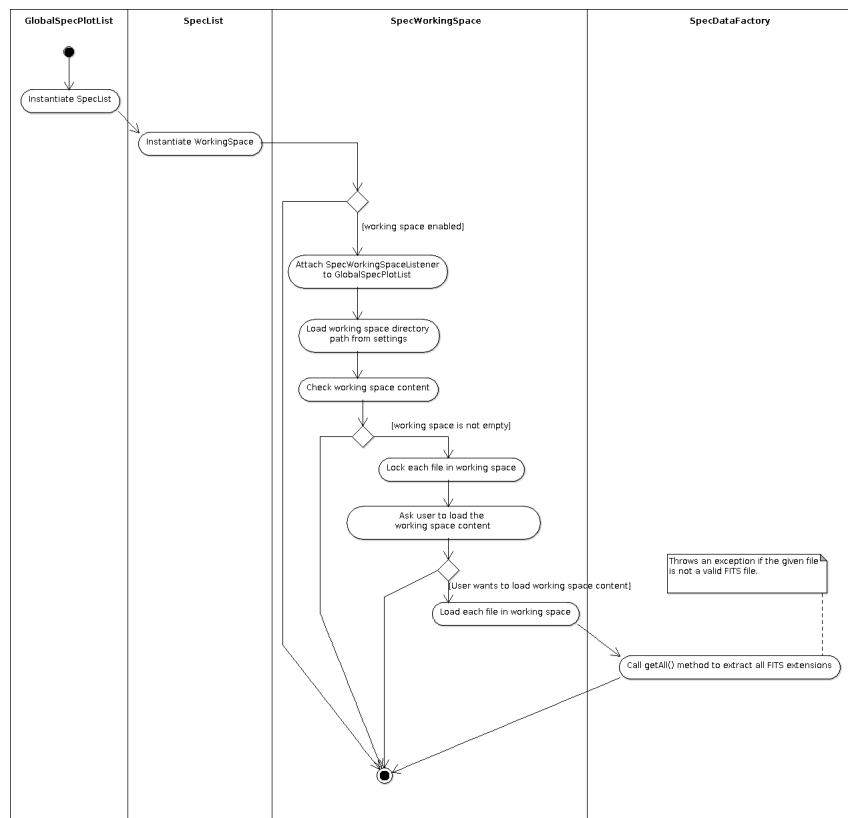 GlobalSpecPlotList
SpecList
SpecWorkingSpace
SpecDataFactory
Instantiate SpecList
Instantiate WorkingSpace
[working space enabled]
Attach SpecWorkingSpaceListener
to GlobalSpecPlotList
Load working space directory
path from settings
Check working space content
[working space is not empty]
Lock each file in working space
Ask user to load the
working space content
Throws an exception if the given file
is not a valid FITS file.
[User wants to load working space content]
Load each file in working space
Call getAll() method to extract all FITS extensions